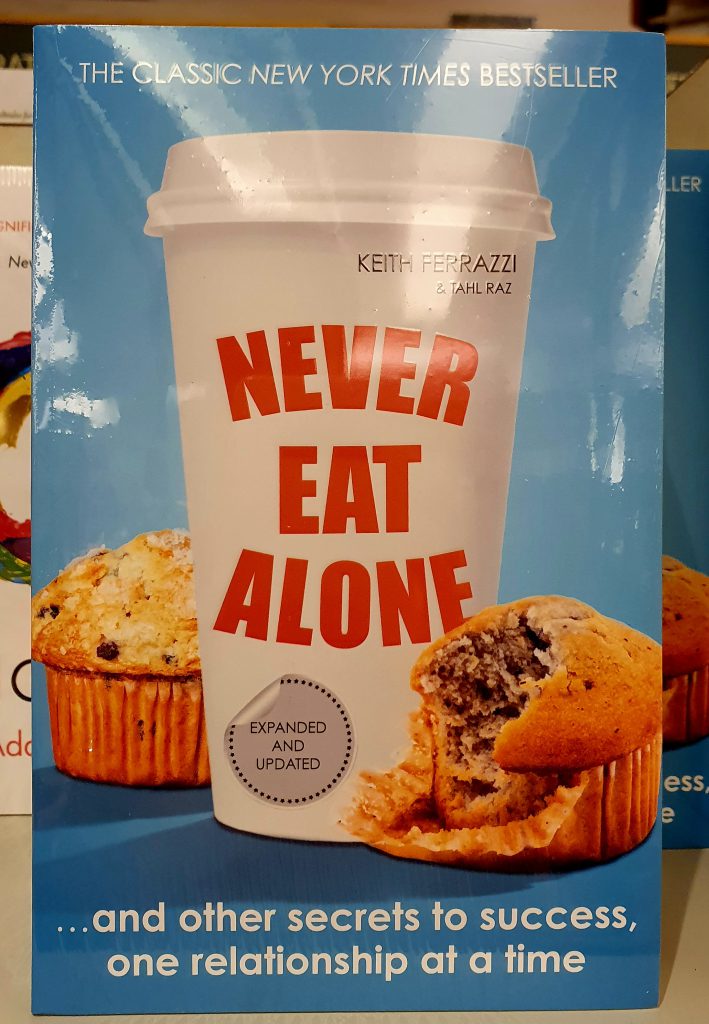 THE CLASSIC NEW YORK TIMES BESTSELLER
KEITH FERRAZZI
& TAHL RAZ
NEVER
EAT
ALONE
EXPANDED
AND
UPDATED
...and other secrets to success,
one relationship at a time